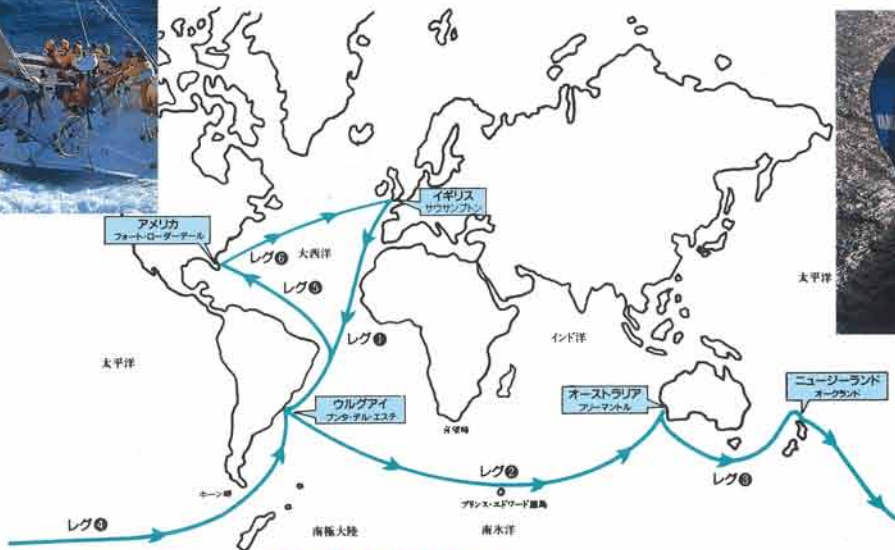 イギリス
サウサンプトン
アメリカ
フォート・ローダーデール
レグ❻
大西洋
レグ❺
レグ❶
太平洋
インド洋
太平洋
ウルグアイ
プンタ・デル・エステ
オーストラリア
フリーマントル
ニュージーランド
オークランド
喜望峰
レグ❷
レグ❸
ホーン岬
プリンス・エドワード諸島
レグ❹
南極大陸
南氷洋